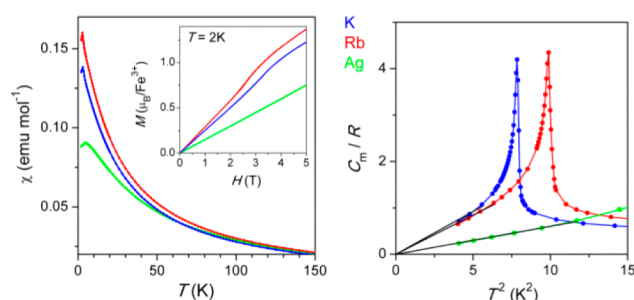 χ (emu mol⁻¹)
0.15
0.10
0.05
0
50
100
150
T (K)
T = 2K
M (μB/Fe³⁺)
1.0
0.5
0.0
0
1
2
3
4
5
H (T)
K
Rb
Ag
Cm / R
4
2
0
0
5
10
15
T² (K²)